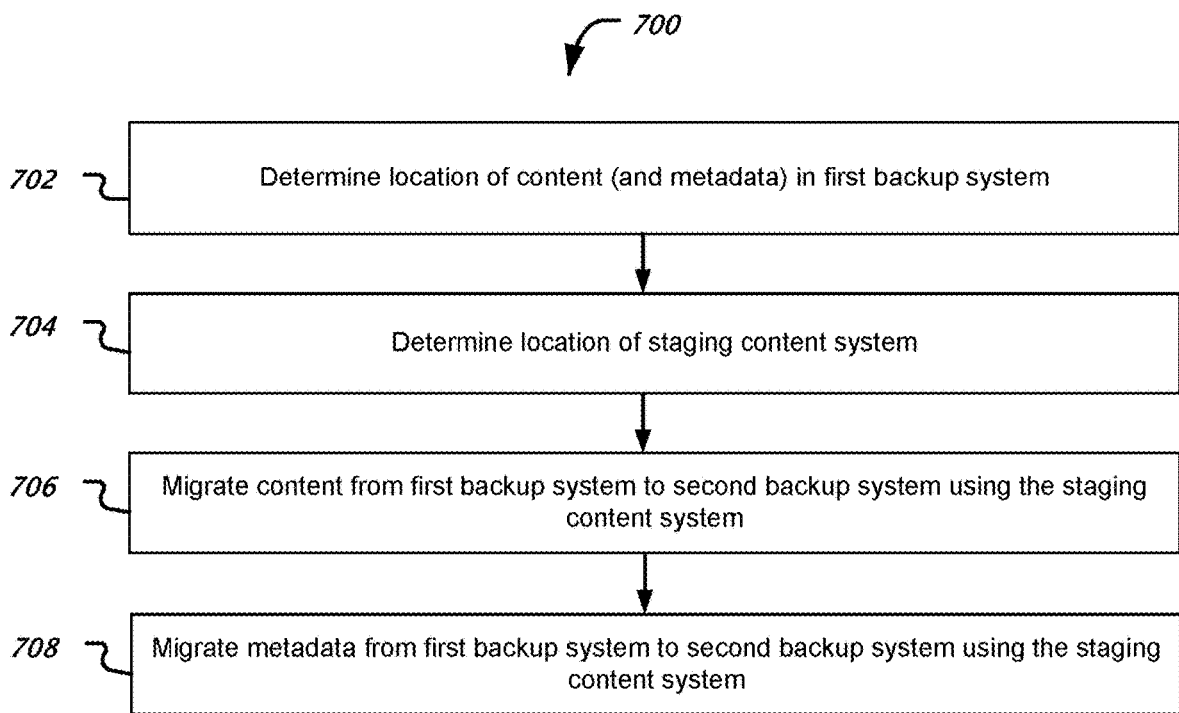 700
702
Determine location of content (and metadata) in first backup system
704
Determine location of staging content system
706
Migrate content from first backup system to second backup system using the staging
content system
708
Migrate metadata from first backup system to second backup system using the staging
content system